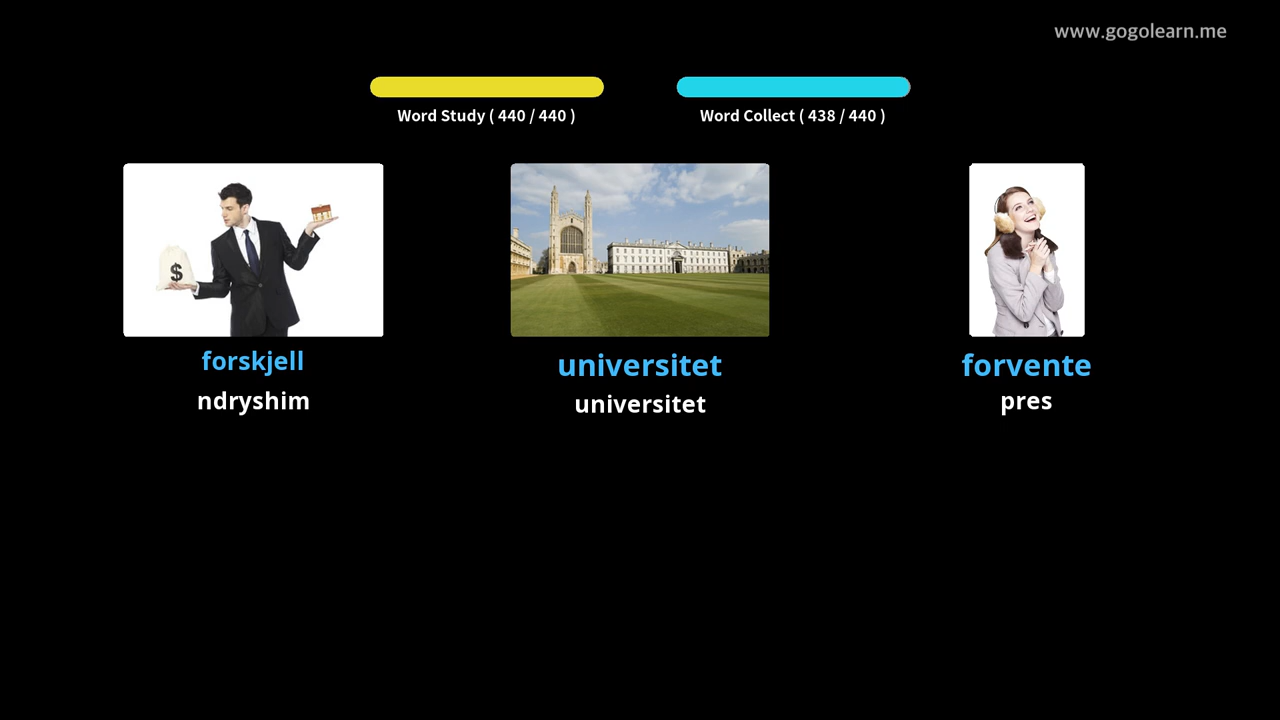 www.gogolearn.me
Word Study ( 440 / 440 )
Word Collect ( 438 / 440 )
$
forskjell
ndryshim
universitet
universitet
forvente
pres